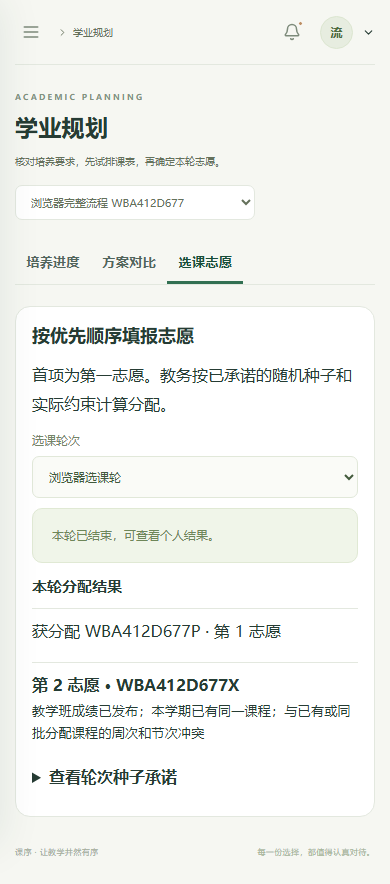 学业规划
流
ACADEMIC PLANNING
学业规划
核对培养要求，先试排课表，再确定本轮志愿。
浏览器完整流程 WBA412D677
培养进度 方案对比 选课志愿
按优先顺序填报志愿
首项为第一志愿。教务按已承诺的随机种子和
实际约束计算分配。
选课轮次
浏览器选课轮
本轮已结束，可查看个人结果。
本轮分配结果
获分配 WBA412D677P · 第 1 志愿
第 2 志愿 • WBA412D677X
教学班成绩已发布；本学期已有同一课程；与已有或同
批分配课程的周次和节次冲突
查看轮次种子承诺
课序 · 让教学井然有序
每一份选择，都值得认真对待。